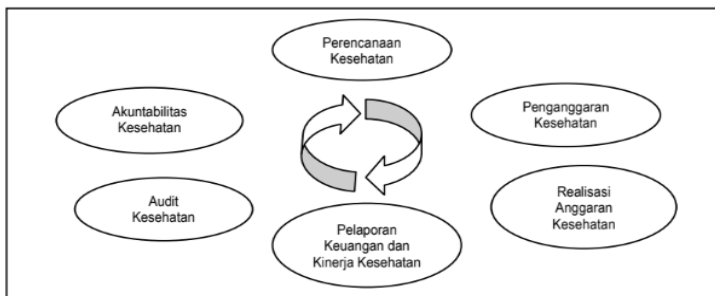 Perencanaan
Kesehatan
Akuntabilitas
Kesehatan
Penganggaran
Kesehatan
Audit
Kesehatan
Realisasi
Anggaran
Kesehatan
Pelaporan
Keuangan dan
Kinerja Kesehatan